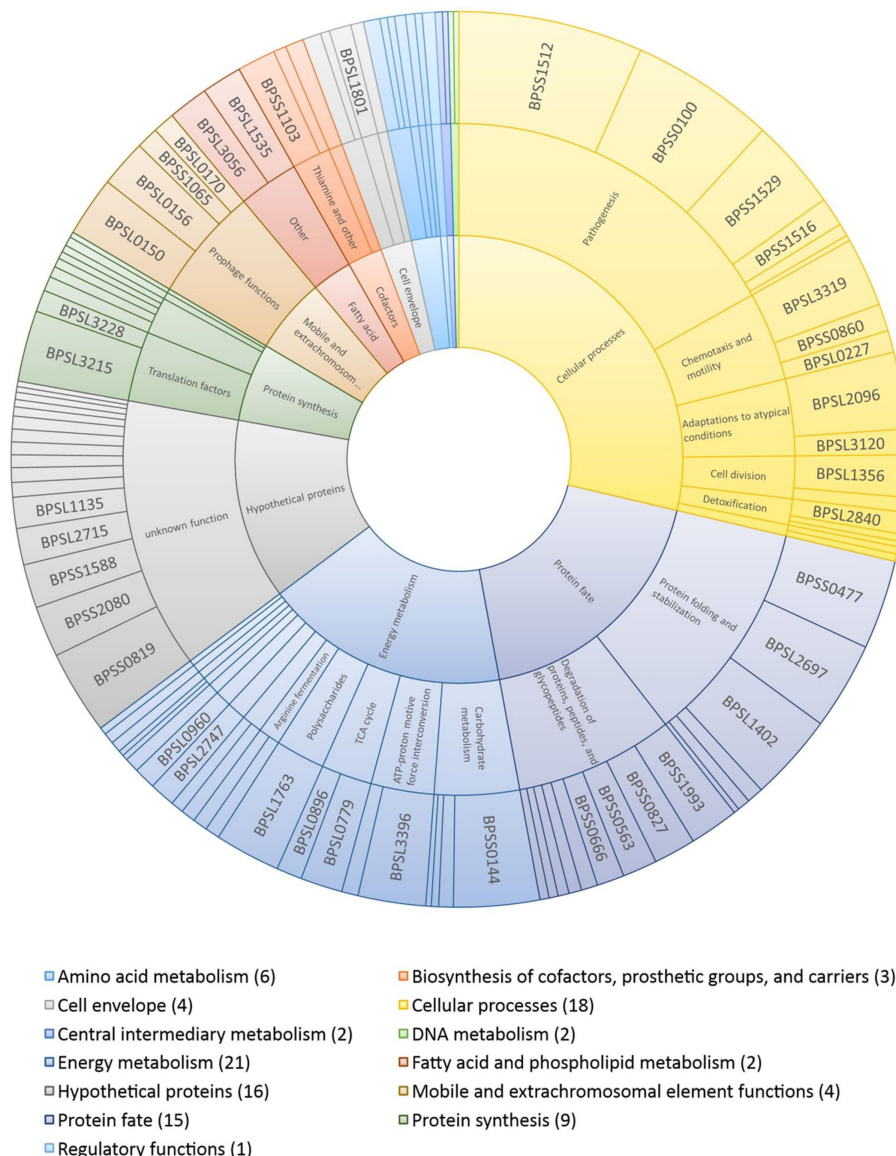 BPSS1512
BPSS0100
BPSS1529
BPSS1516
BPSL3319
BPSS0860
BPSL0227
BPSL2096
BPSL3120
BPSL1356
BPSL2840
BPSS0477
BPSL2697
BPSL1402
BPSS1993
BPSS0827
BPSS0563
BPSS0666
BPSS0144
BPSL3396
BPSL0779
BPSL0896
BPSL1763
BPSL2747
BPSL0960
BPSS0819
BPSS2080
BPSS1588
BPSL2715
BPSL1135
BPSL3215
BPSL3228
BPSL0150
BPSL0156
BPSS1065
BPSL0170
BPSL3056
BPSL1535
BPSS1103
BPSL1801
Pathogenesis
Chemotaxis and
motility
Adaptations to atypical
conditions
Cell division
Detoxification
Protein folding and
stabilization
Degradation of
proteins, peptides, and
glycopeptides
Carbohydrate
metabolism
ATP-proton motive
force interconversion
TCA cycle
Polysaccharides
Arginine fermentation
unknown function
Translation factors
Prophage functions
Other
Thiamine and other
Cellular processes
Protein fate
Energy metabolism
Hypothetical proteins
Protein synthesis
Mobile and
extrachromosom...
Fatty acid
Cofactors
Cell envelope
Amino acid metabolism (6)
Biosynthesis of cofactors, prosthetic groups, and carriers (3)
Cell envelope (4)
Cellular processes (18)
Central intermediary metabolism (2)
DNA metabolism (2)
Energy metabolism (21)
Fatty acid and phospholipid metabolism (2)
Hypothetical proteins (16)
Mobile and extrachromosomal element functions (4)
Protein fate (15)
Protein synthesis (9)
Regulatory functions (1)